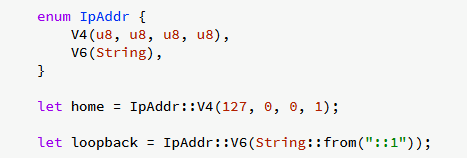 enum IpAddr {
    V4(u8, u8, u8, u8),
    V6(String),
}

let home = IpAddr::V4(127, 0, 0, 1);

let loopback = IpAddr::V6(String::from("::1"));